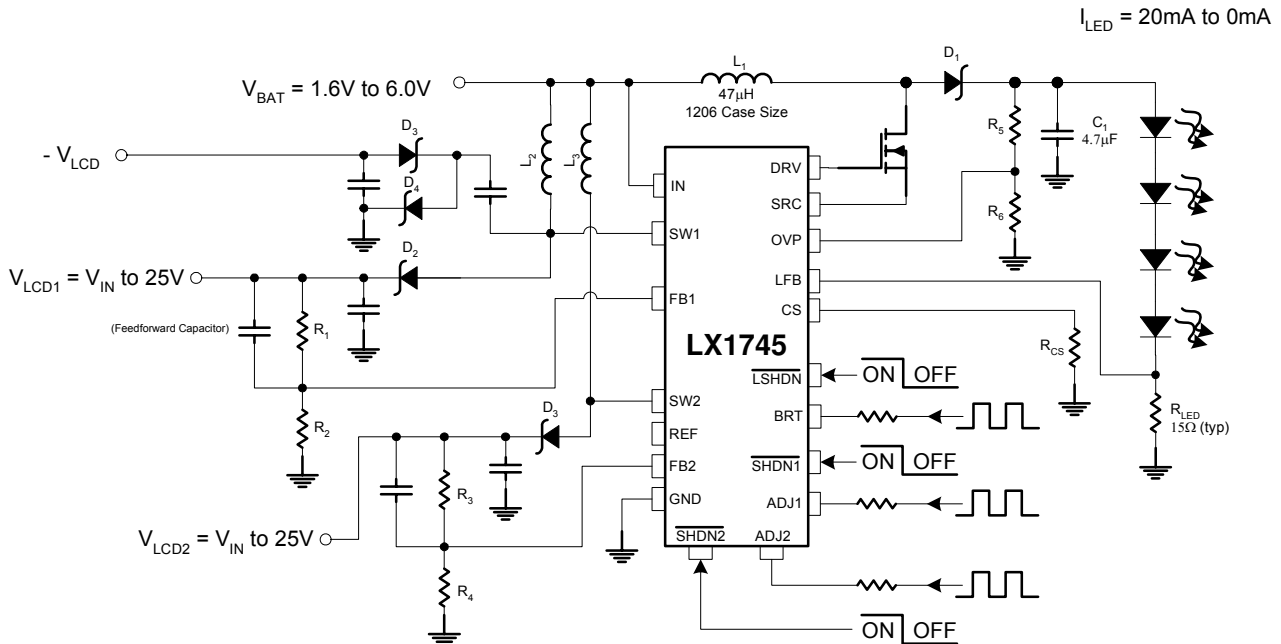 I_LED = 20mA to 0mA
V_BAT = 1.6V to 6.0V
L_1
47µH
1206 Case Size
D_1
D_3
- V_LCD
D_4
L_2
L_3
R_5
C_1
4.7µF
R_6
IN
DRV
SRC
SW1
OVP
D_2
V_LCD1 = V_IN to 25V
LFB
FB1
CS
(Feedforward Capacitor)
R_1
LX1745
R_CS
LSHDN
ON OFF
SW2
BRT
R_2
D_3
REF
R_LED
15Ω (typ)
FB2
SHDN1
ON OFF
R_3
GND
ADJ1
V_LCD2 = V_IN to 25V
SHDN2
ADJ2
R_4
ON OFF